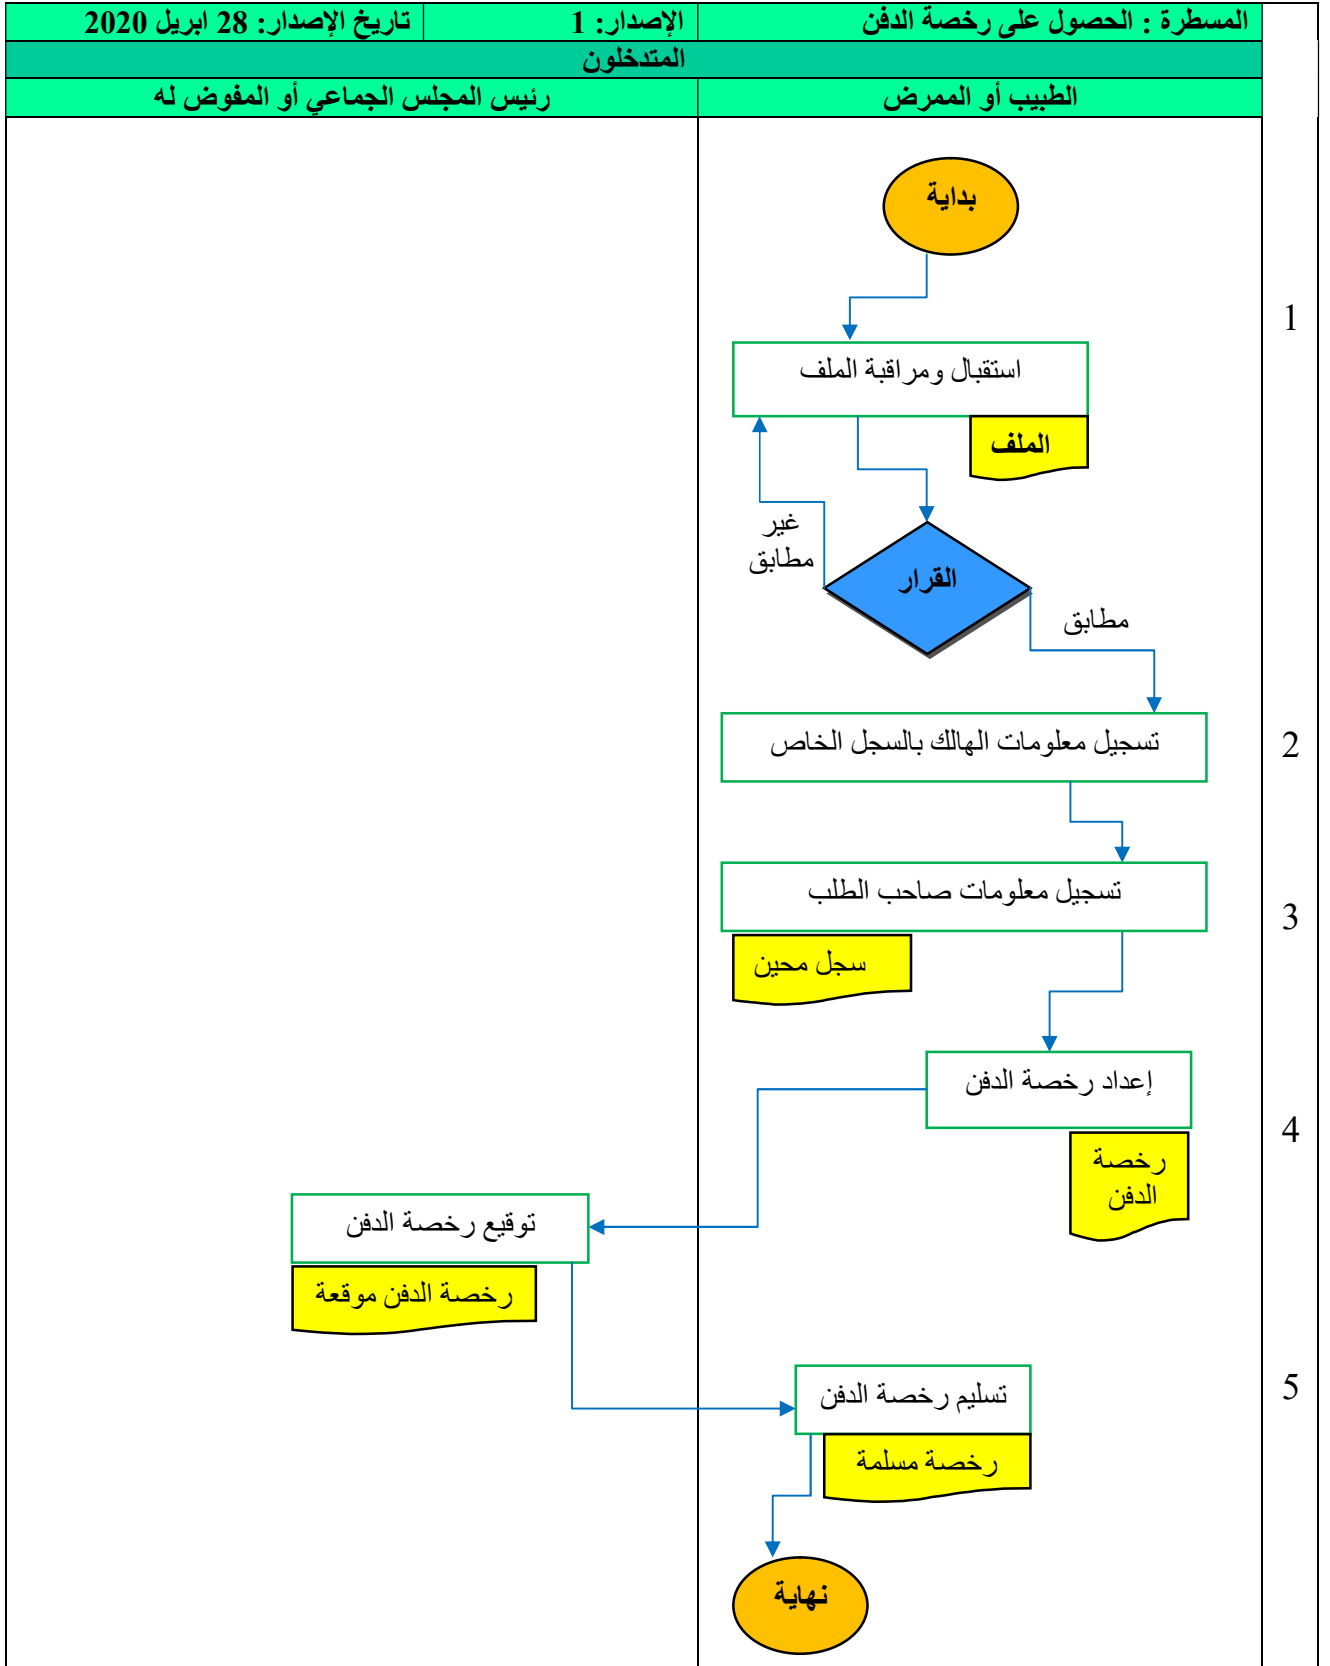 المسطرة : الحصول على رخصة الدفن
الإصدار: 1
تاريخ الإصدار: 28 ابريل 2020
المتدخلون
الطبيب أو الممرض
رئيس المجلس الجماعي أو المفوض له
بداية
1
استقبال ومراقبة الملف
الملف
غير
مطابق
القرار
مطابق
2
تسجيل معلومات الهالك بالسجل الخاص
3
تسجيل معلومات صاحب الطلب
سجل محين
4
إعداد رخصة الدفن
رخصة
الدفن
توقيع رخصة الدفن
رخصة الدفن موقعة
5
تسليم رخصة الدفن
رخصة مسلمة
نهاية